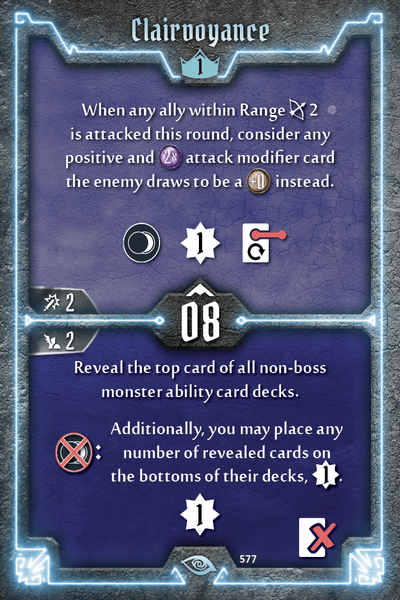 Clairvoyance
1
When any ally within Range 2
is attacked this round, consider any
positive and 2x attack modifier card
the enemy draws to be a +0 instead.
1
2
08
2
Reveal the top card of all non-boss
monster ability card decks.
: Additionally, you may place any
number of revealed cards on
the bottoms of their decks, 1.
1
577